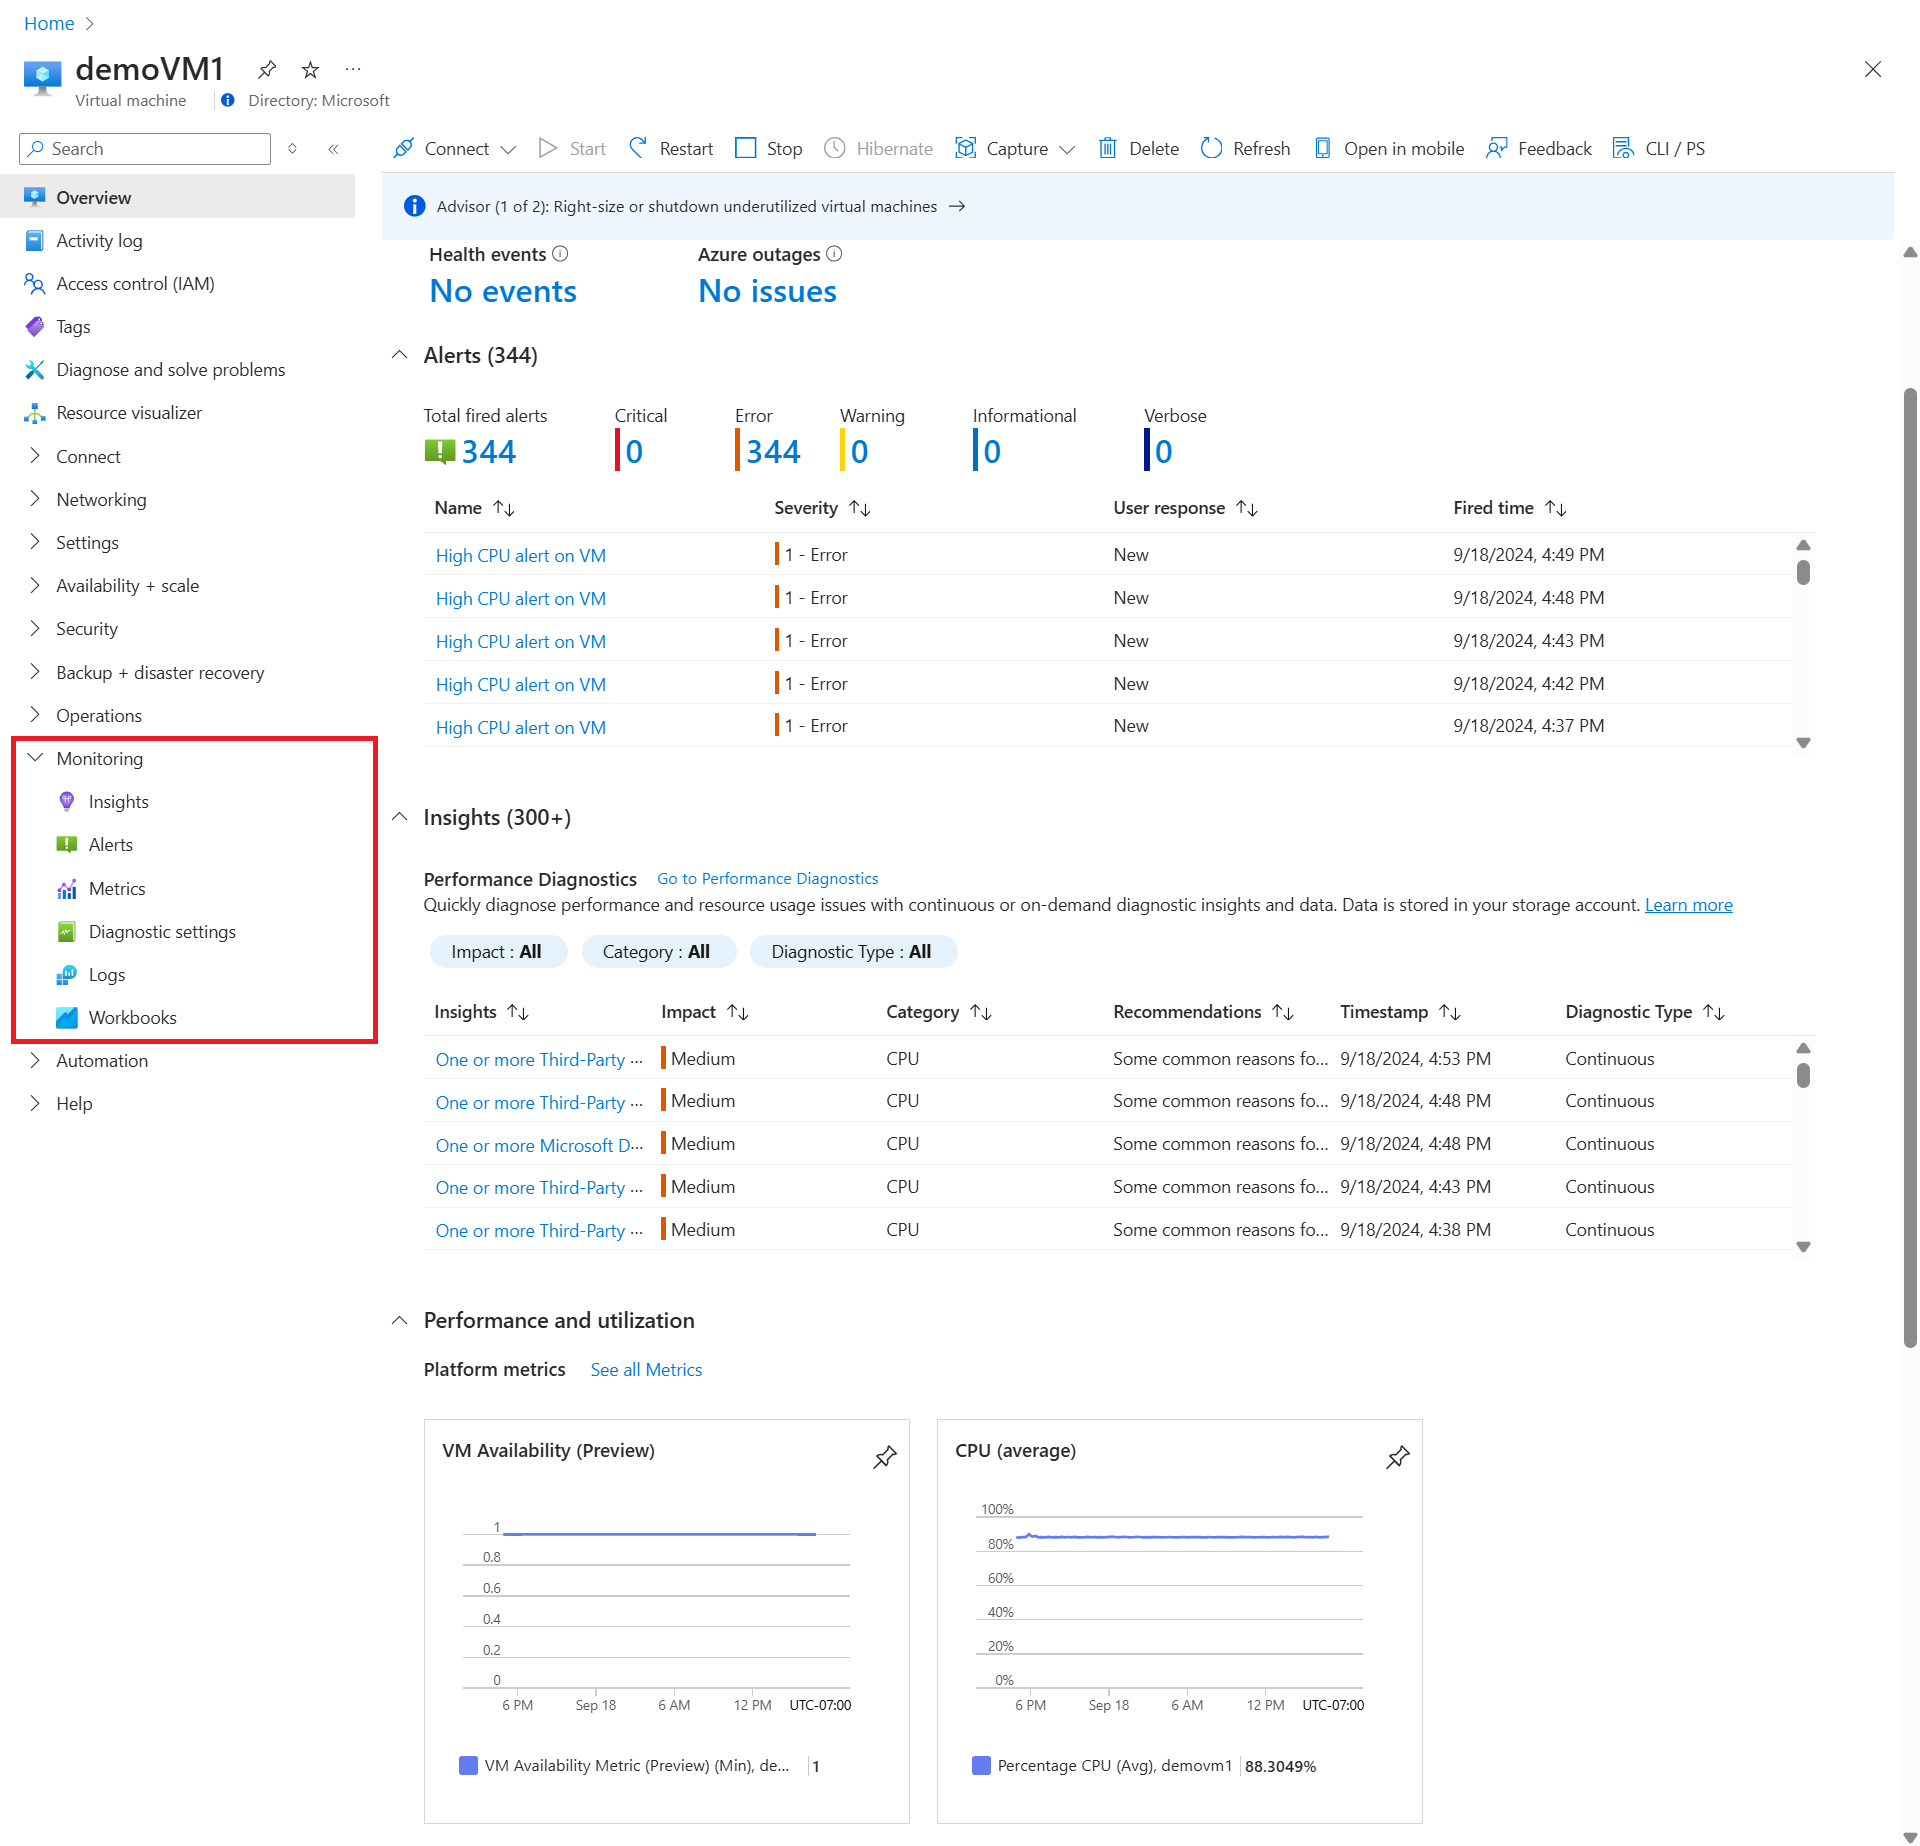 Home
demoVM1
Virtual machine
Directory: Microsoft
Search
Connect
Start
Restart
Stop
Hibernate
Capture
Delete
Refresh
Open in mobile
Feedback
CLI / PS
Overview
Activity log
Access control (IAM)
Tags
Diagnose and solve problems
Resource visualizer
Connect
Networking
Settings
Availability + scale
Security
Backup + disaster recovery
Operations
Monitoring
Insights
Alerts
Metrics
Diagnostic settings
Logs
Workbooks
Automation
Help
Advisor (1 of 2): Right-size or shutdown underutilized virtual machines →
Health events
No events
Azure outages
No issues
Alerts (344)
Total fired alerts
344
Critical
0
Error
344
Warning
0
Informational
0
Verbose
0
Name Severity User response Fired time
High CPU alert on VM 1 - Error New 9/18/2024, 4:49 PM
High CPU alert on VM 1 - Error New 9/18/2024, 4:48 PM
High CPU alert on VM 1 - Error New 9/18/2024, 4:43 PM
High CPU alert on VM 1 - Error New 9/18/2024, 4:42 PM
High CPU alert on VM 1 - Error New 9/18/2024, 4:37 PM
Insights (300+)
Performance Diagnostics Go to Performance Diagnostics
Quickly diagnose performance and resource usage issues with continuous or on-demand diagnostic insights and data. Data is stored in your storage account. Learn more
Impact : All
Category : All
Diagnostic Type : All
Insights Impact Category Recommendations Timestamp Diagnostic Type
One or more Third-Party ... Medium CPU Some common reasons fo... 9/18/2024, 4:53 PM Continuous
One or more Third-Party ... Medium CPU Some common reasons fo... 9/18/2024, 4:48 PM Continuous
One or more Microsoft D... Medium CPU Some common reasons fo... 9/18/2024, 4:48 PM Continuous
One or more Third-Party ... Medium CPU Some common reasons fo... 9/18/2024, 4:43 PM Continuous
One or more Third-Party ... Medium CPU Some common reasons fo... 9/18/2024, 4:38 PM Continuous
Performance and utilization
Platform metrics See all Metrics
VM Availability (Preview)
1
0.8
0.6
0.4
0.2
0
6 PM Sep 18 6 AM 12 PM UTC-07:00
VM Availability Metric (Preview) (Min), de... 1
CPU (average)
100%
80%
60%
40%
20%
0%
6 PM Sep 18 6 AM 12 PM UTC-07:00
Percentage CPU (Avg), demovm1 88.3049%